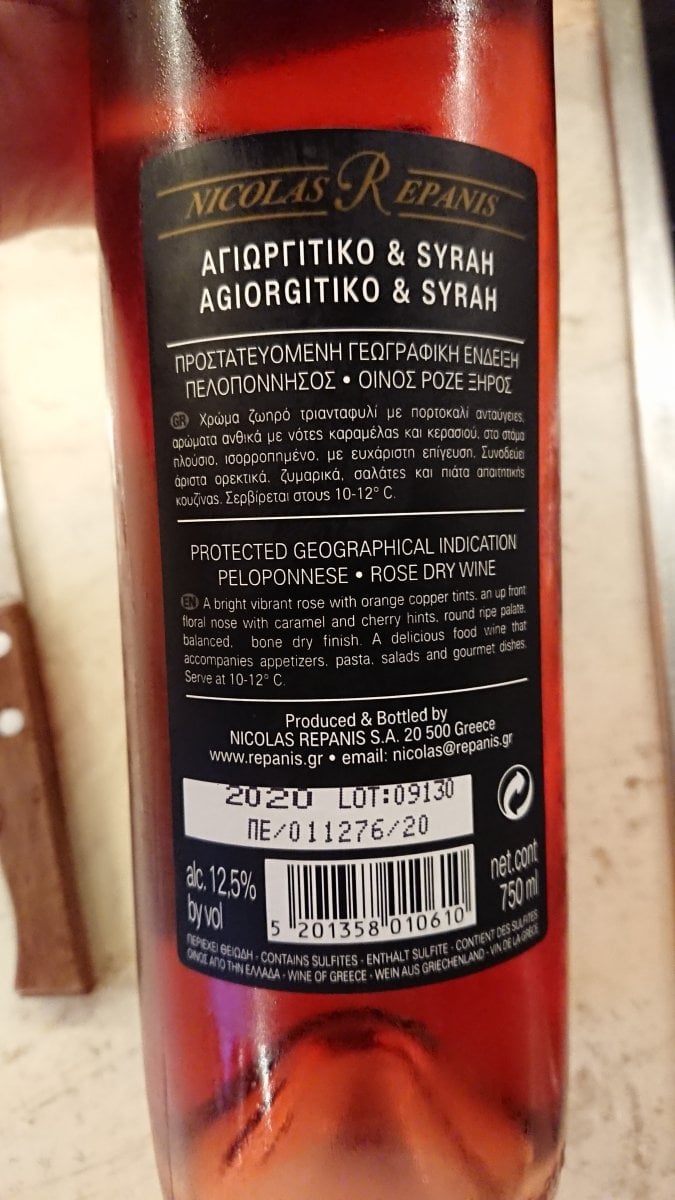 NICOLAS REPANIS
ΑΓΙΩΡΓΙΤΙΚΟ & SYRAH
AGIORGITIKO & SYRAH
ΠΡΟΣΤΑΤΕΥΟΜΕΝΗ ΓΕΩΓΡΑΦΙΚΗ ΕΝΔΕΙΞΗ
ΠΕΛΟΠΟΝΝΗΣΟΣ • ΟΙΝΟΣ ΡΟΖΕ ΞΗΡΟΣ
GR Χρώμα ζωηρό τριανταφυλί με πορτοκαλί ανταύγειες,
αρώματα ανθικά με νότες καραμέλας και κερασιού, στο στόμα
πλούσιο, ισορροπημένο, με ευχάριστη επίγευση. Συνοδεύει
άριστα ορεκτικά, ζυμαρικά, σαλάτες και πιάτα απαιτητικής
κουζίνας. Σερβίρεται στους 10-12° C.
PROTECTED GEOGRAPHICAL INDICATION
PELOPONNESE • ROSE DRY WINE
EN A bright vibrant rose with orange copper tints, an up front
floral nose with caramel and cherry hints, round ripe palate,
balanced, bone dry finish. A delicious food wine that
accompanies appetizers, pasta, salads and gourmet dishes.
Serve at 10-12° C.
Produced & Bottled by
NICOLAS REPANIS S.A. 20 500 Greece
www.repanis.gr • email: nicolas@repanis.gr
2020 LOT:09130
ΠΕ/011276/20
alc. 12,5%
by vol
net.cont
750 ml
5 201358 010610
ΠΕΡΙΕΧΕΙ ΘΕΙΩΔΗ - CONTAINS SULFITES - ENTHÄLT SULFITE - CONTIENT DES SULFITES
ΟΙΝΟΣ ΑΠΟ ΤΗΝ ΕΛΛΑΔΑ - WINE OF GREECE - WEIN AUS GRIECHENLAND - VIN DE LA GRÈCE